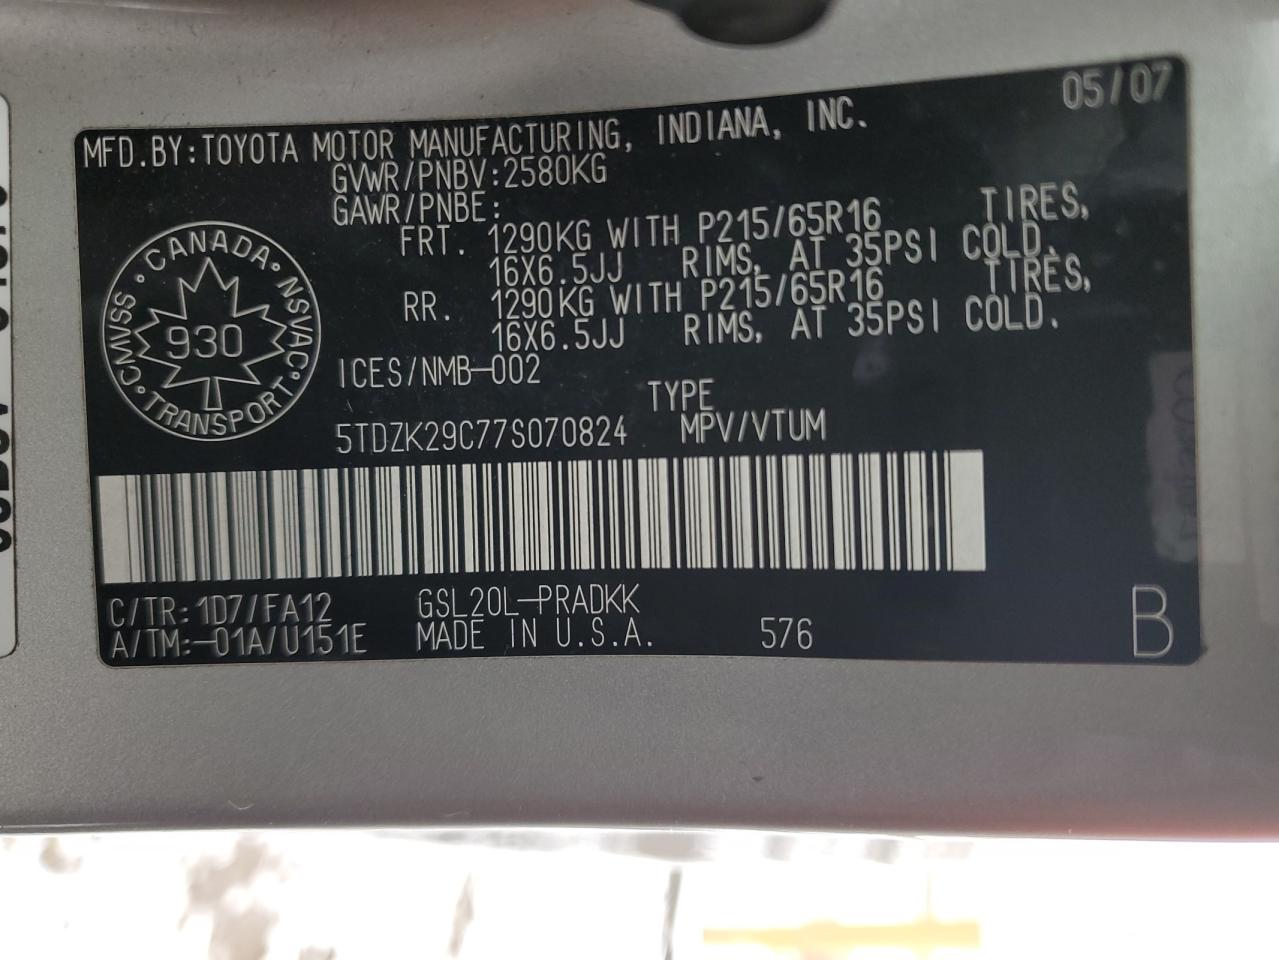 05/07
MFD.BY:TOYOTA MOTOR MANUFACTURING, INDIANA, INC.
GVWR/PNBV:2580KG
GAWR/PNBE:
FRT. 1290KG WITH P215/65R16 TIRES,
16X6.5JJ RIMS, AT 35PSI COLD.
RR. 1290KG WITH P215/65R16 TIRES,
16X6.5JJ RIMS, AT 35PSI COLD.
CANADA · NSVAC · TRANSPORT · CMVSS
930
ICES/NMB-002
TYPE
5TDZK29C77S070824 MPV/VTUM
C/TR: 1D7/FA12 GSL20L-PRADKK
A/TM:-01A/U151E MADE IN U.S.A. 576
B